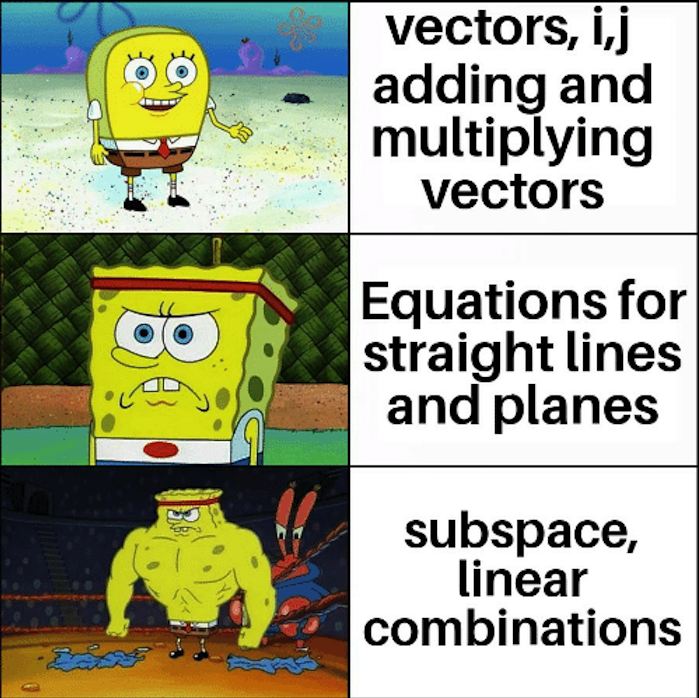 vectors, i,j
adding and
multiplying
vectors
Equations for
straight lines
and planes
subspace,
linear
combinations